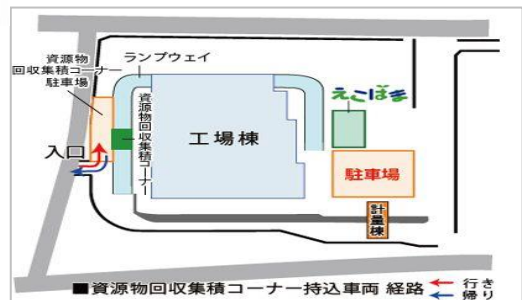 資源物
回収集積コーナー
駐車場
ランプウェイ
資源物回収集積コーナー
工場棟
えこぱま
入口
駐車場
計量棟
■資源物回収集積コーナー持込車両 経路
行き
帰り